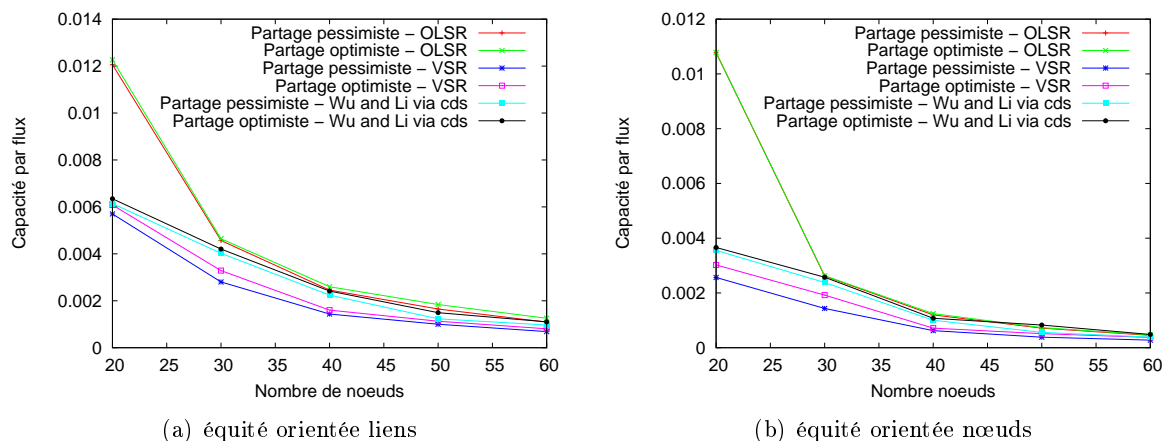 0.014
0.012
0.01
0.008
0.006
0.004
0.002
0
20 25 30 35 40 45 50 55 60
Capacité par flux
Nombre de noeuds
Partage pessimiste – OLSR
Partage optimiste – OLSR
Partage pessimiste – VSR
Partage optimiste – VSR
Partage pessimiste – Wu and Li via cds
Partage optimiste – Wu and Li via cds
(a) équité orientée liens
0.012
0.01
0.008
0.006
0.004
0.002
0
20 25 30 35 40 45 50 55 60
Capacité par flux
Nombre de noeuds
Partage pessimiste – OLSR
Partage optimiste – OLSR
Partage pessimiste – VSR
Partage optimiste – VSR
Partage pessimiste – Wu and Li via cds
Partage optimiste – Wu and Li via cds
(b) équité orientée nœuds